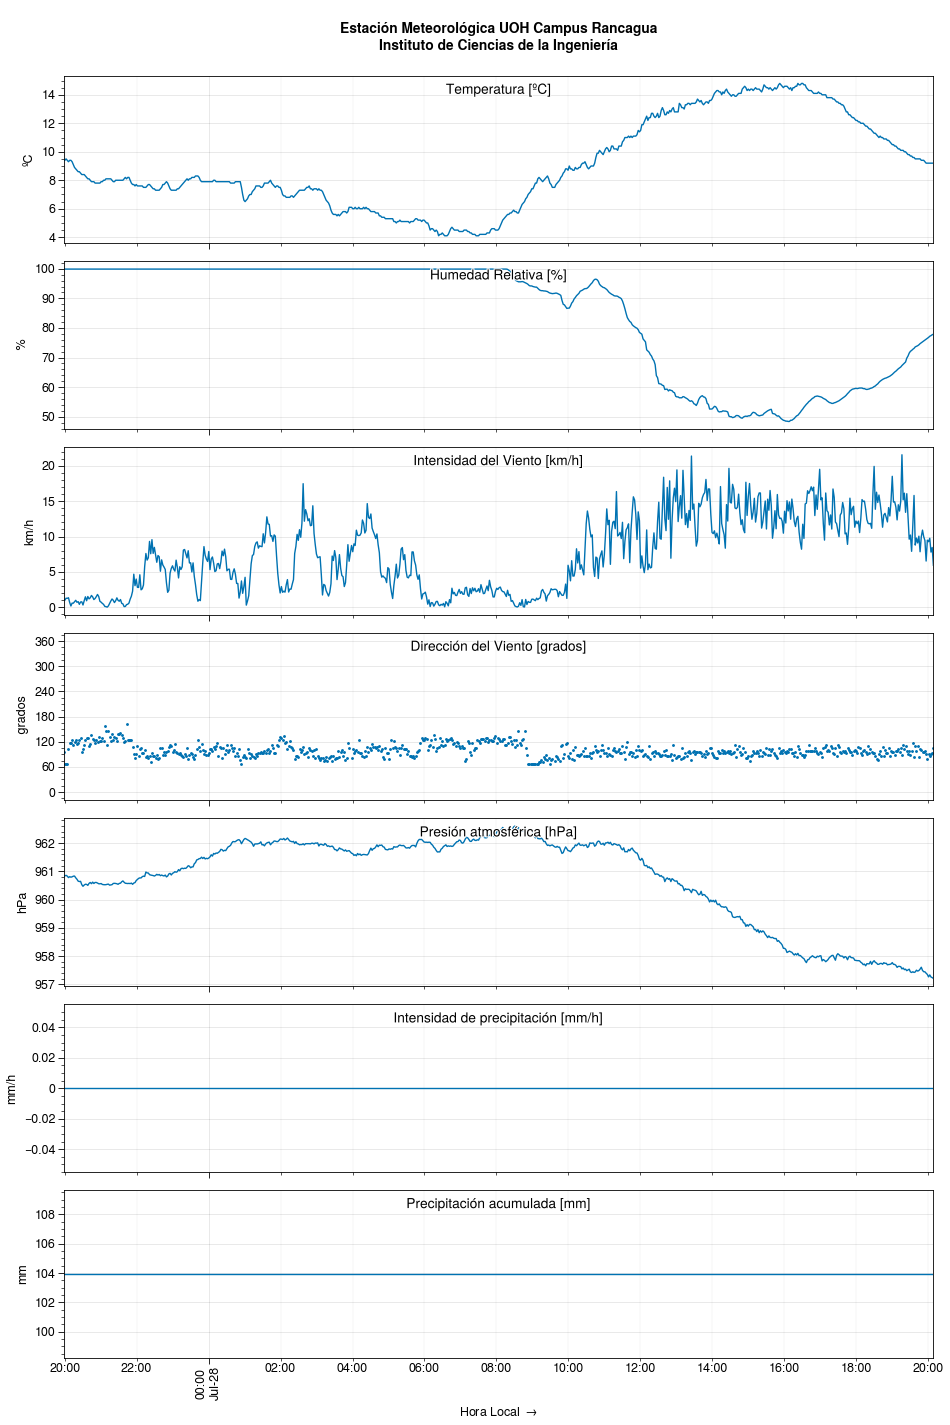 Estación Meteorológica UOH Campus Rancagua
Instituto de Ciencias de la Ingeniería
Temperatura [ºC]
ºC
14
12
10
8
6
4
Humedad Relativa [%]
%
100
90
80
70
60
50
Intensidad del Viento [km/h]
km/h
20
15
10
5
0
Dirección del Viento [grados]
grados
360
300
240
180
120
60
0
Presión atmosférica [hPa]
hPa
962
961
960
959
958
957
Intensidad de precipitación [mm/h]
mm/h
0.04
0.02
0
−0.02
−0.04
Precipitación acumulada [mm]
mm
108
106
104
102
100
20:00 22:00 00:00 02:00 04:00 06:00 08:00 10:00 12:00 14:00 16:00 18:00 20:00
Jul-28
Hora Local →